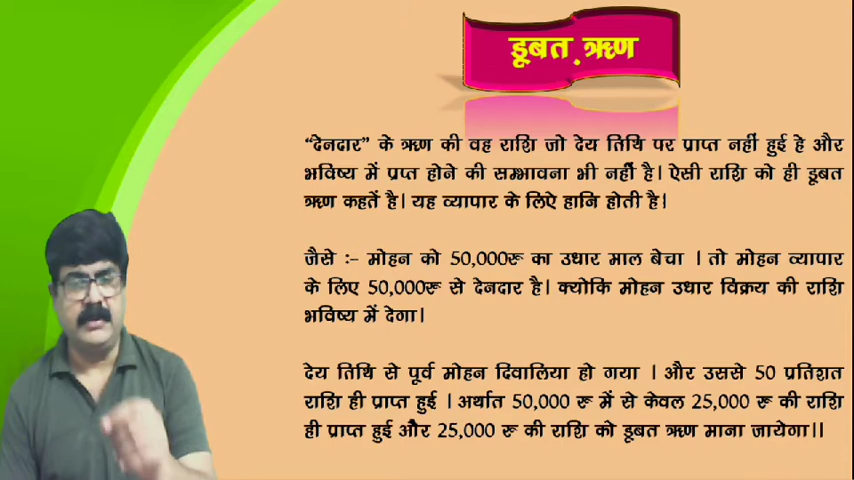 डूबत ऋण
“देनदार” के ऋण की वह राशि जो देय तिथि पर प्राप्त नहीं हुई हे और
भविष्य में प्रप्त होने की सम्भावना भी नहीं है। ऐसी राशि को ही डूबत
ऋण कहतें है। यह व्यापार के लिऐ हानि होती है।
जैसे :- मोहन को 50,000रू का उधार माल बेचा । तो मोहन व्यापार
के लिए 50,000रू से देनदार है। क्योकि मोहन उधार विक्रय की राशि
भविष्य में देगा।
देय तिथि से पूर्व मोहन दिवालिया हो गया । और उससे 50 प्रतिशत
राशि ही प्राप्त हुई । अर्थात 50,000 रू में से केवल 25,000 रू की राशि
ही प्राप्त हुई और 25,000 रू की राशि को डूबत ऋण माना जायेगा।।